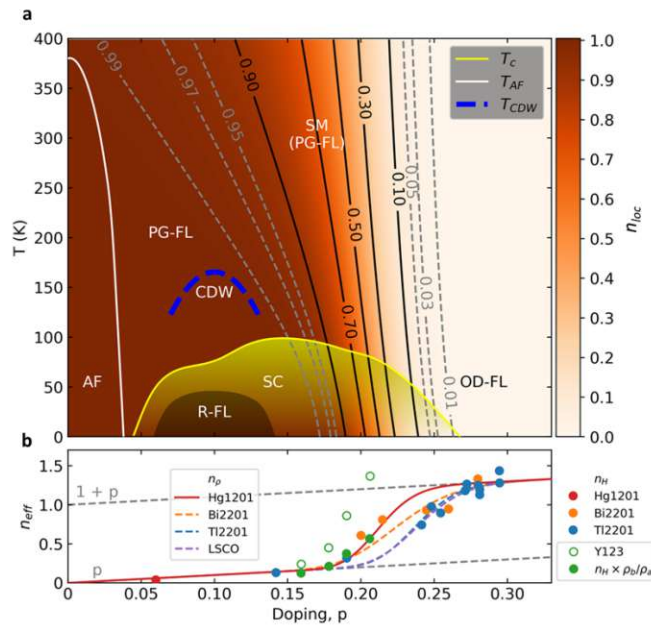 a
400
350
300
250
200
150
100
50
0
T (K)
0.99
0.97
0.95
0.90
0.70
0.50
0.30
0.10
0.05
0.03
0.01
SM
(PG-FL)
PG-FL
CDW
AF
SC
R-FL
OD-FL
T_c
T_AF
T_CDW
1.0
0.9
0.8
0.7
0.6
0.5
0.4
0.3
0.2
0.1
0.0
n_loc
b
1.5
1.0
0.5
0.0
n_eff
1 + p
p
n_ρ
Hg1201
Bi2201
Tl2201
LSCO
n_H
Hg1201
Bi2201
Tl2201
Y123
n_H × ρ_b/ρ_a
0
0.05
0.10
0.15
0.20
0.25
0.30
Doping, p